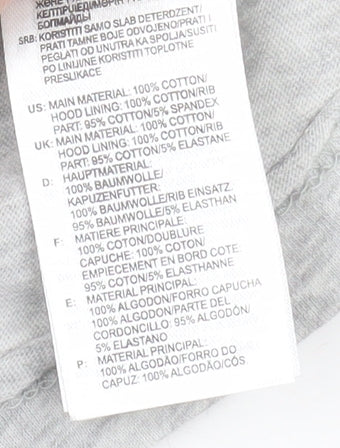 SRB: KORISTITI SAMO SLAB DETERDZENT/
PRATI TAMNE BOJE ODVOJENO/PRATI I
PEGLATI OD UNUTRA KA SPOLJA/SUSITI
PO LINIJI/NE KORISTITI TOPLOTNE
PRESLIKACE
US: MAIN MATERIAL: 100% COTTON/
HOOD LINING: 100% COTTON/RIB
PART: 95% COTTON/5% SPANDEX
UK: MAIN MATERIAL: 100% COTTON/
HOOD LINING: 100% COTTON/RIB
PART: 95% COTTON/5% ELASTANE
D: HAUPTMATERIAL:
100% BAUMWOLLE/
KAPUZENFUTTER:
100% BAUMWOLLE/RIB EINSATZ:
95% BAUMWOLLE/5% ELASTHAN
F: MATIERE PRINCIPALE:
100% COTON/DOUBLURE
CAPUCHE: 100% COTON/
EMPIECEMENT EN BORD COTE:
95% COTON/5% ELASTHANNE
E: MATERIAL PRINCIPAL:
100% ALGODON/FORRO CAPUCHA
100% ALGODON/PARTE DEL
CORDONCILLO: 95% ALGODÓN/
5% ELASTANO
P: MATERIAL PRINCIPAL:
100% ALGODÃO/FORRO DO
CAPUZ: 100% ALGODÃO/CÓS